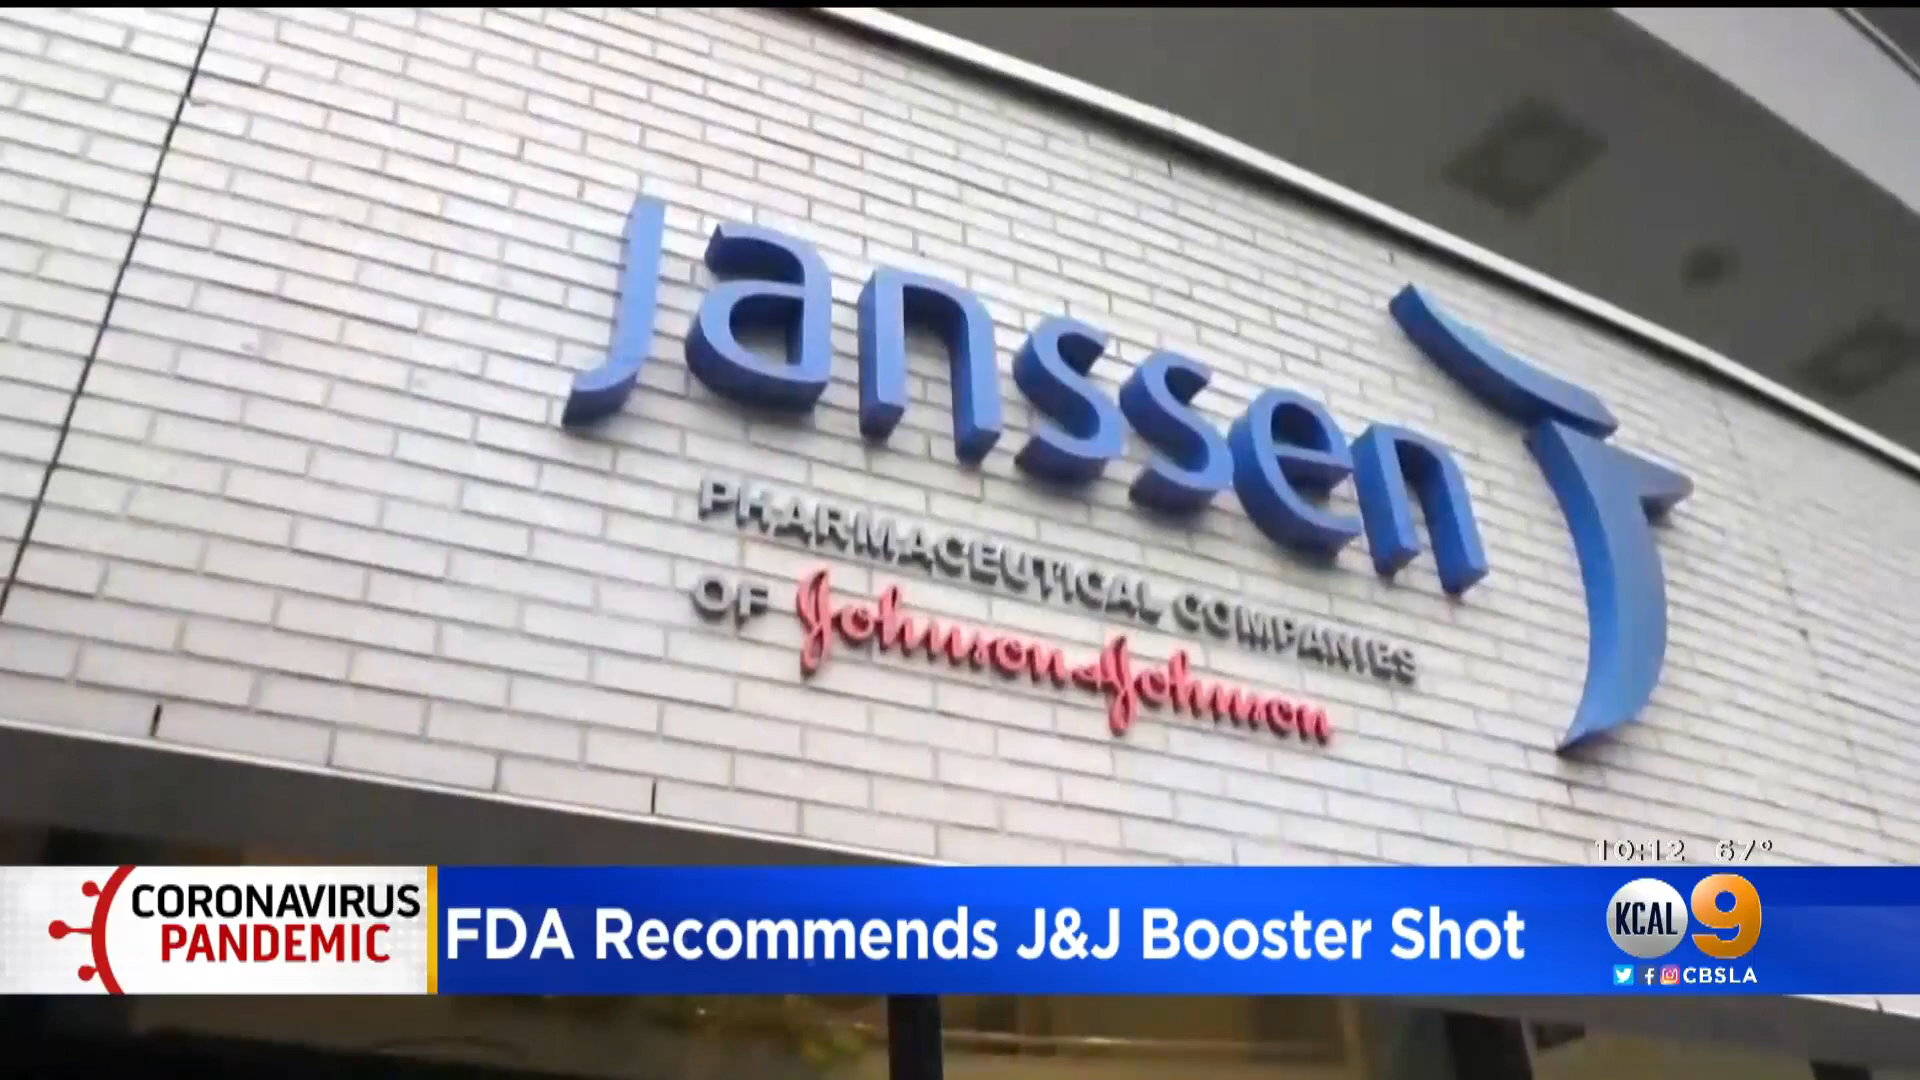 Janssen
PHARMACEUTICAL COMPANIES
OF Johnson&Johnson
10:12 67°
CORONAVIRUS
PANDEMIC
FDA Recommends J&J Booster Shot
KCAL 9
CBSLA